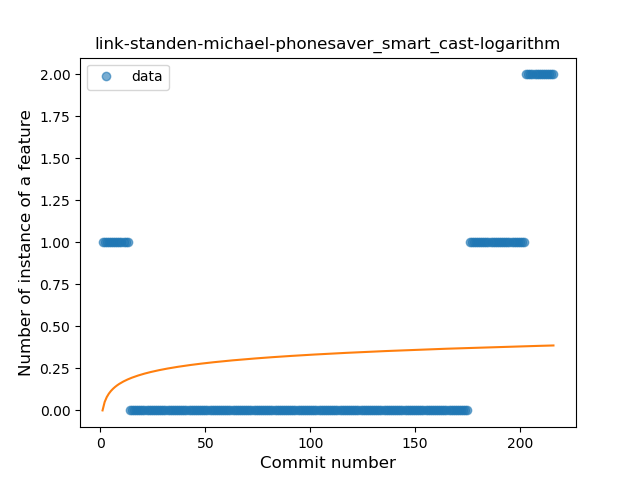 link-standen-michael-phonesaver_smart_cast-logarithm
data
2.00
1.75
1.50
1.25
1.00
0.75
0.50
0.25
0.00
Number of instance of a feature
0 50 100 150 200
Commit number